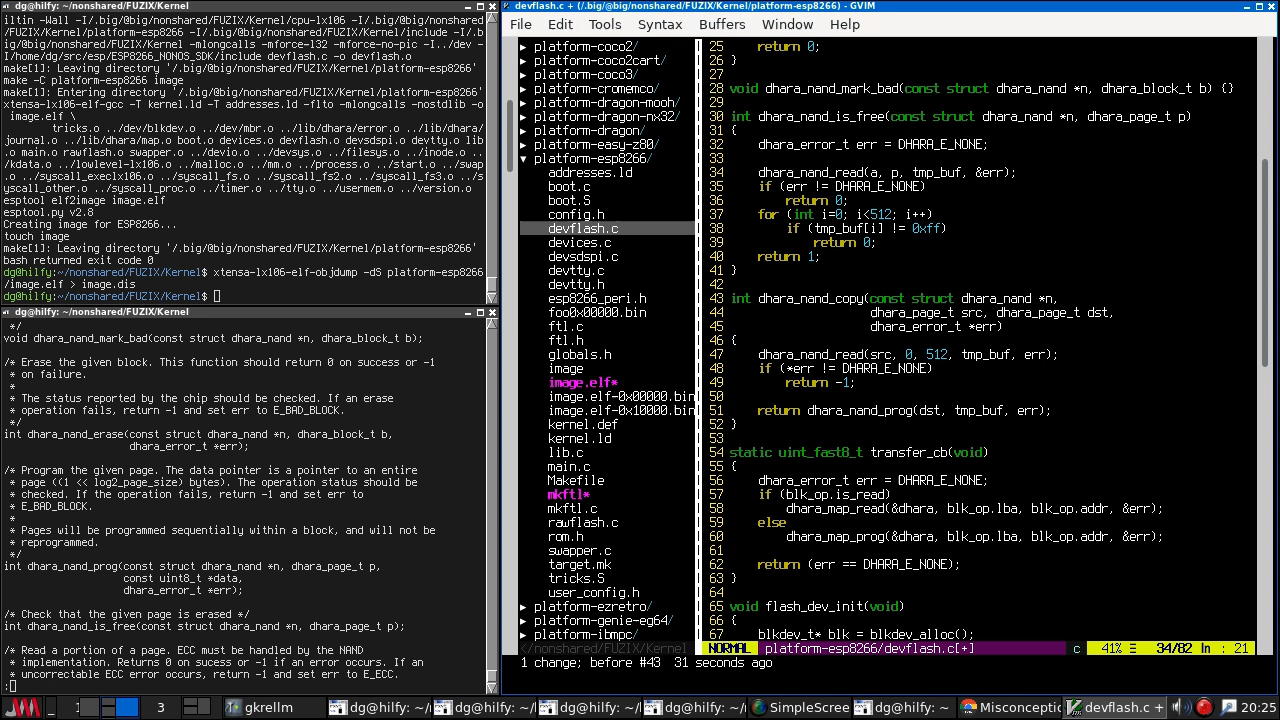 dg@hilfy: ~/nonshared/FUZIX/Kernel
iltin -Wall -I/.big/@big/nonshared/FUZIX/Kernel/cpu-lx106 -I/.big/@big/nonshared
/FUZIX/Kernel/platform-esp8266 -I/.big/@big/nonshared/FUZIX/Kernel/include -I/.b
ig/@big/nonshared/FUZIX/Kernel -mlongcalls -mforce-l32 -mforce-no-pic -I../dev -
I/home/dg/src/esp/ESP8266_NONOS_SDK/include devflash.c -o devflash.o
make[1]: Leaving directory '/.big/@big/nonshared/FUZIX/Kernel/platform-esp8266'
make -C platform-esp8266 image
make[1]: Entering directory '/.big/@big/nonshared/FUZIX/Kernel/platform-esp8266'
xtensa-lx106-elf-gcc -T kernel.ld -T addresses.ld -flto -mlongcalls -nostdlib -o
 image.elf \
tricks.o ../dev/blkdev.o ../dev/mbr.o ../lib/dhara/error.o ../lib/dhara/
journal.o ../lib/dhara/map.o boot.o devices.o devflash.o devsdspi.o devtty.o lib
.o main.o rawflash.o swapper.o ../devio.o ../devsys.o ../filesys.o ../inode.o ..
/kdata.o ../lowlevel-lx106.o ../malloc.o ../mm.o ../process.o ../start.o ../swap
.o ../syscall_execlx106.o ../syscall_fs.o ../syscall_fs2.o ../syscall_fs3.o ../s
yscall_other.o ../syscall_proc.o ../timer.o ../tty.o ../usermem.o ../version.o
esptool elf2image image.elf
esptool.py v2.8
Creating image for ESP8266...
touch image
make[1]: Leaving directory '/.big/@big/nonshared/FUZIX/Kernel/platform-esp8266'
bash returned exit code 0
dg@hilfy:~/nonshared/FUZIX/Kernel$ xtensa-lx106-elf-objdump -dS platform-esp8266
/image.elf > image.dis
dg@hilfy:~/nonshared/FUZIX/Kernel$
dg@hilfy: ~/nonshared/FUZIX/Kernel
 */
void dhara_nand_mark_bad(const struct dhara_nand *n, dhara_block_t b);
/* Erase the given block. This function should return 0 on success or -1
 * on failure.
 *
 * The status reported by the chip should be checked. If an erase
 * operation fails, return -1 and set err to E_BAD_BLOCK.
 */
int dhara_nand_erase(const struct dhara_nand *n, dhara_block_t b,
dhara_error_t *err);
/* Program the given page. The data pointer is a pointer to an entire
 * page ((1 << log2_page_size) bytes). The operation status should be
 * checked. If the operation fails, return -1 and set err to
 * E_BAD_BLOCK.
 *
 * Pages will be programmed sequentially within a block, and will not be
 * reprogrammed.
 */
int dhara_nand_prog(const struct dhara_nand *n, dhara_page_t p,
const uint8_t *data,
dhara_error_t *err);
/* Check that the given page is erased */
int dhara_nand_is_free(const struct dhara_nand *n, dhara_page_t p);
/* Read a portion of a page. ECC must be handled by the NAND
 * implementation. Returns 0 on sucess or -1 if an error occurs. If an
 * uncorrectable ECC error occurs, return -1 and set err to E_ECC.
:
devflash.c + (/.big/@big/nonshared/FUZIX/Kernel/platform-esp8266) - GVIM
File Edit Tools Syntax Buffers Window Help
▸ platform-coco2/
▸ platform-coco2cart/
▸ platform-coco3/
▸ platform-cromemco/
▸ platform-dragon-mooh/
▸ platform-dragon-nx32/
▸ platform-dragon/
▸ platform-easy-z80/
▾ platform-esp8266/
addresses.ld
boot.c
boot.S
config.h
devflash.c
devices.c
devsdspi.c
devtty.c
devtty.h
esp8266_peri.h
foo0x00000.bin
ftl.c
ftl.h
globals.h
image
image.elf*
image.elf-0x00000.bin
image.elf-0x10000.bin
kernel.def
kernel.ld
lib.c
main.c
Makefile
mkftl*
mkftl.c
rawflash.c
rom.h
swapper.c
target.mk
tricks.S
user_config.h
▸ platform-ezretro/
▸ platform-genie-eg64/
▸ platform-ibmpc/
</nonshared/FUZIX/Kernel
25     return 0;
26 }
27
28 void dhara_nand_mark_bad(const struct dhara_nand *n, dhara_block_t b) {}
29
30 int dhara_nand_is_free(const struct dhara_nand *n, dhara_page_t p)
31 {
32     dhara_error_t err = DHARA_E_NONE;
33
34     dhara_nand_read(a, p, tmp_buf, &err);
35     if (err != DHARA_E_NONE)
36         return 0;
37     for (int i=0; i<512; i++)
38         if (tmp_buf[i] != 0xff)
39             return 0;
40     return 1;
41 }
42
43 int dhara_nand_copy(const struct dhara_nand *n,
44                     dhara_page_t src, dhara_page_t dst,
45                     dhara_error_t *err)
46 {
47     dhara_nand_read(src, 0, 512, tmp_buf, err);
48     if (*err != DHARA_E_NONE)
49         return -1;
50
51     return dhara_nand_prog(dst, tmp_buf, err);
52 }
53
54 static uint_fast8_t transfer_cb(void)
55 {
56     dhara_error_t err = DHARA_E_NONE;
57     if (blk_op.is_read)
58         dhara_map_read(&dhara, blk_op.lba, blk_op.addr, &err);
59     else
60         dhara_map_prog(&dhara, blk_op.lba, blk_op.addr, &err);
61
62     return (err == DHARA_E_NONE);
63 }
64
65 void flash_dev_init(void)
66 {
67     blkdev_t* blk = blkdev_alloc();
NORMAL platform-esp8266/devflash.c[+] c 41% ☰ 34/82 ln : 21
1 change; before #43  31 seconds ago
3 gkrellm dg@hilfy: ~/ dg@hilfy: ~/ dg@hilfy: ~/ dg@hilfy: ~/ SimpleScree dg@hilfy: ~ Misconceptio devflash.c + 20:25